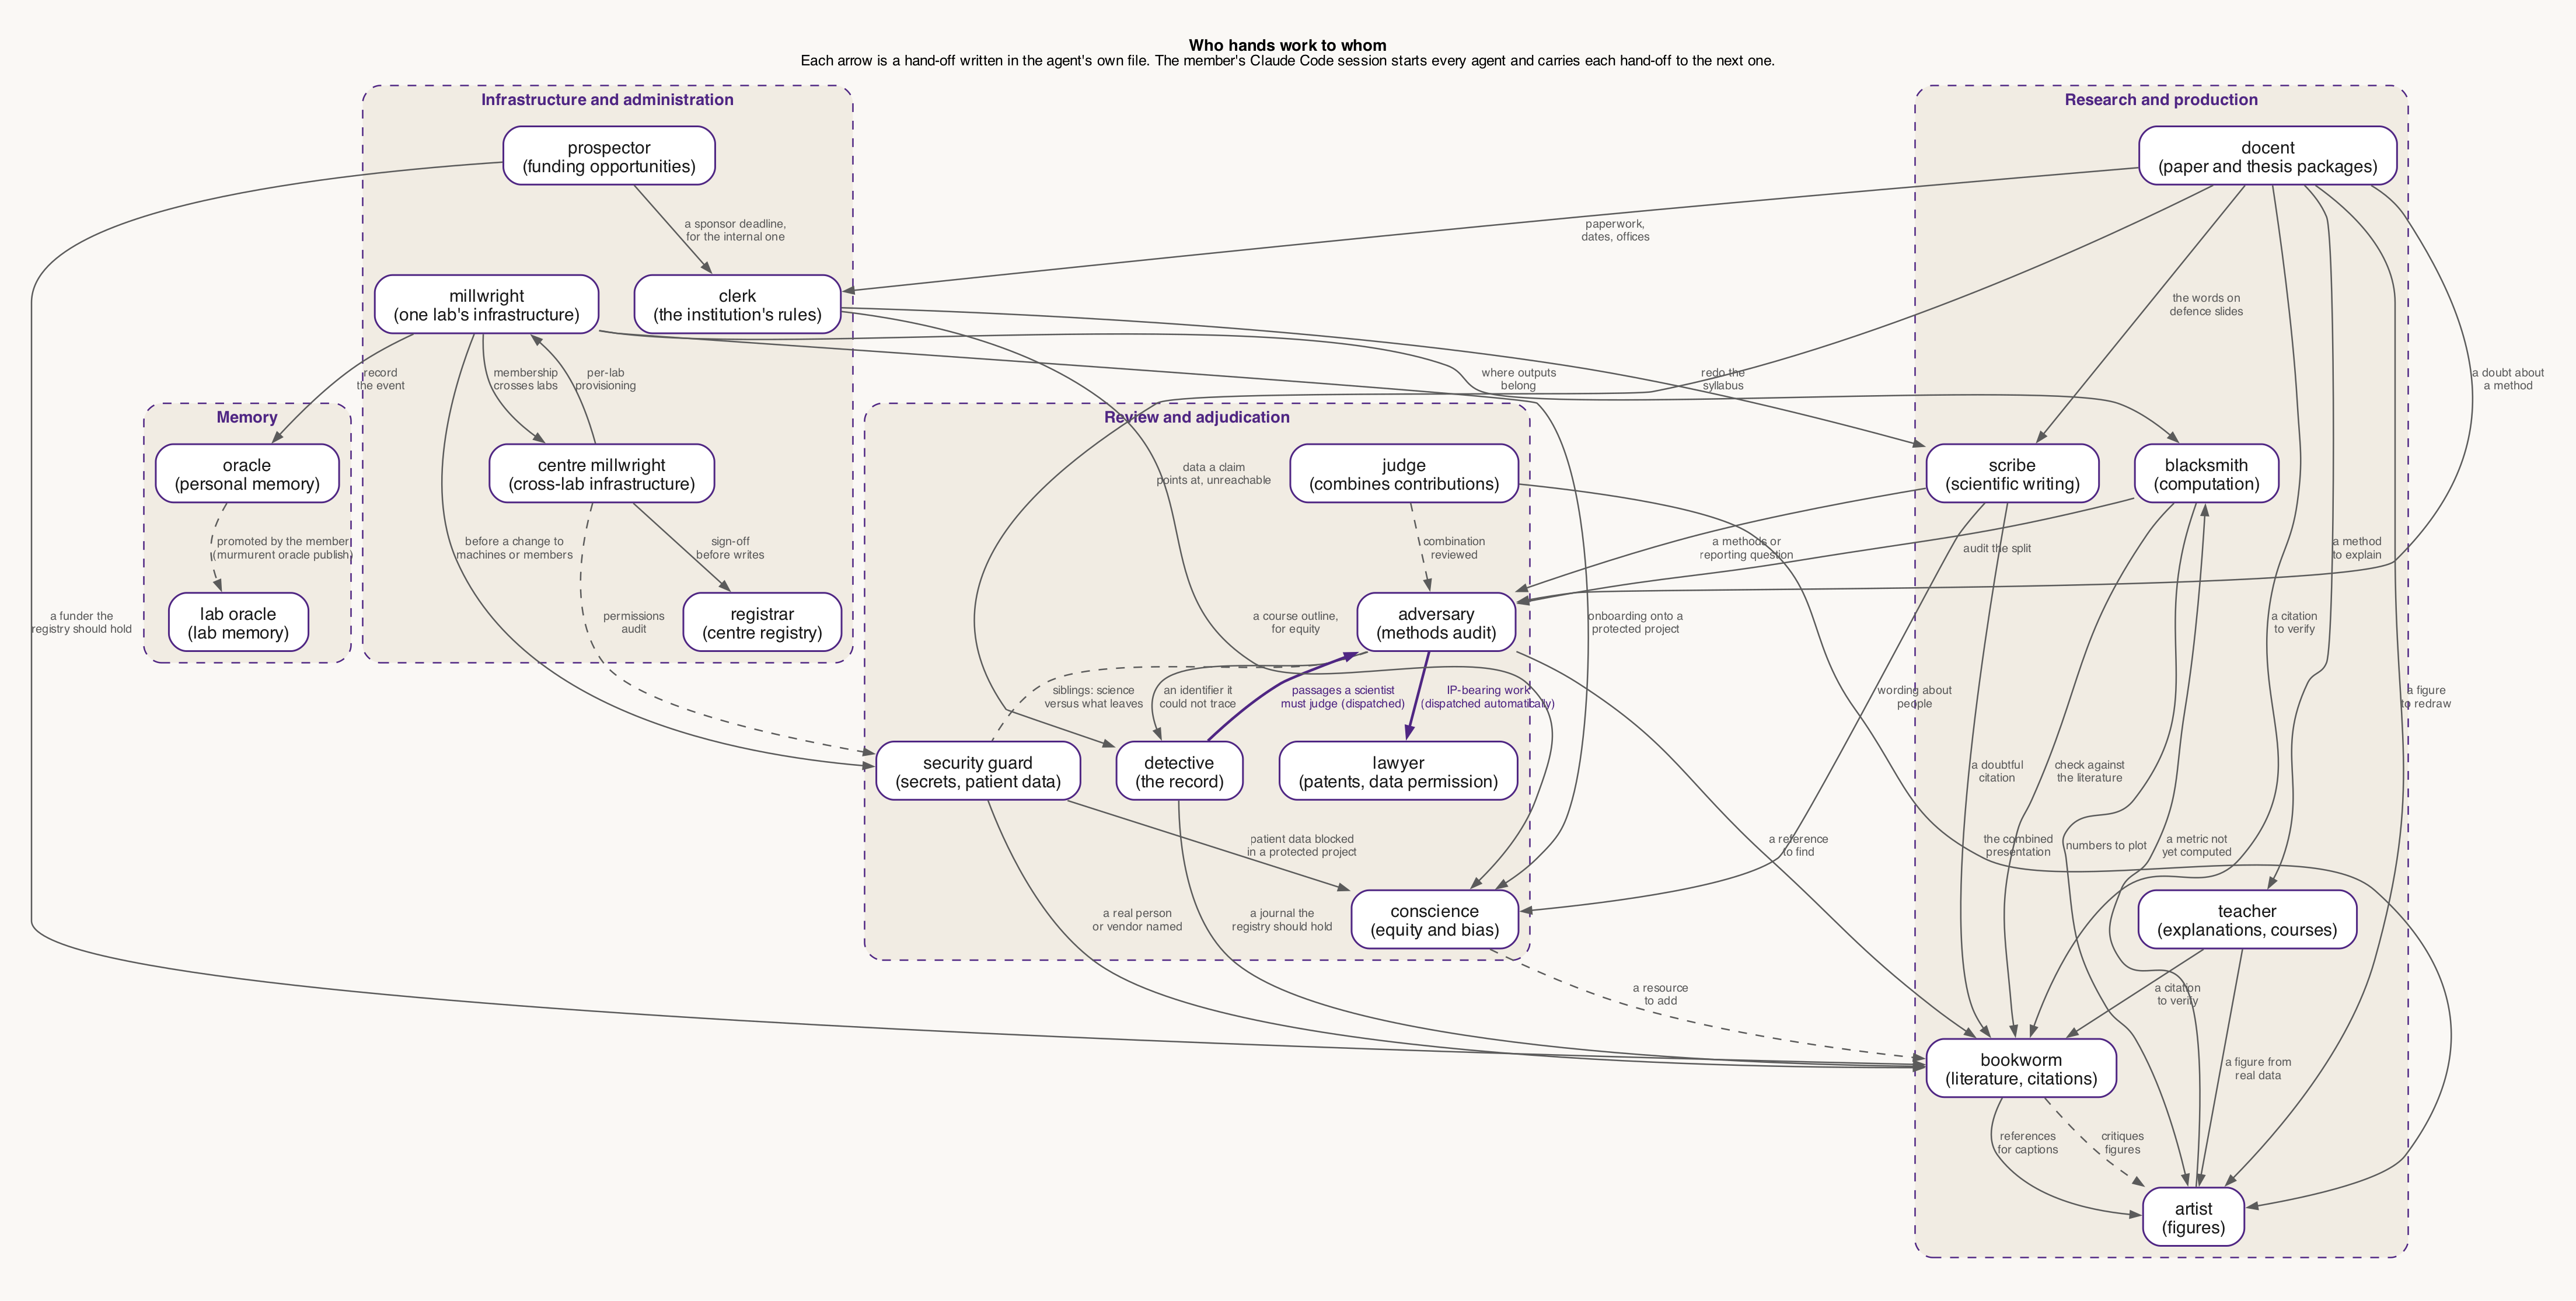 Who hands work to whom
Each arrow is a hand-off written in the agent's own file. The member's Claude Code session starts every agent and carries each hand-off to the next one.
Infrastructure and administration
Research and production
prospector
(funding opportunities)
docent
(paper and thesis packages)
a sponsor deadline,
for the internal one
paperwork,
dates, offices
millwright
(one lab's infrastructure)
clerk
(the institution's rules)
the words on
defence slides
record
the event
membership
crosses labs
per-lab
provisioning
where outputs
belong
redo the
syllabus
a doubt about
a method
Memory
Review and adjudication
oracle
(personal memory)
centre millwright
(cross-lab infrastructure)
data a claim
points at, unreachable
judge
(combines contributions)
scribe
(scientific writing)
blacksmith
(computation)
promoted by the member
(murmurent oracle publish)
before a change to
machines or members
sign-off
before writes
combination
reviewed
a methods or
reporting question
audit the split
a method
to explain
a funder the
registry should hold
lab oracle
(lab memory)
permissions
audit
registrar
(centre registry)
a course outline,
for equity
adversary
(methods audit)
onboarding onto a
protected project
a citation
to verify
siblings: science
versus what leaves
an identifier it
could not trace
passages a scientist
must judge (dispatched)
IP-bearing work
(dispatched automatically)
wording about
people
a figure
to redraw
security guard
(secrets, patient data)
detective
(the record)
lawyer
(patents, data permission)
a doubtful
citation
check against
the literature
patient data blocked
in a protected project
a reference
to find
the combined
presentation
numbers to plot
a metric not
yet computed
a real person
or vendor named
a journal the
registry should hold
conscience
(equity and bias)
teacher
(explanations, courses)
a resource
to add
a citation
to verify
bookworm
(literature, citations)
a figure from
real data
references
for captions
critiques
figures
artist
(figures)